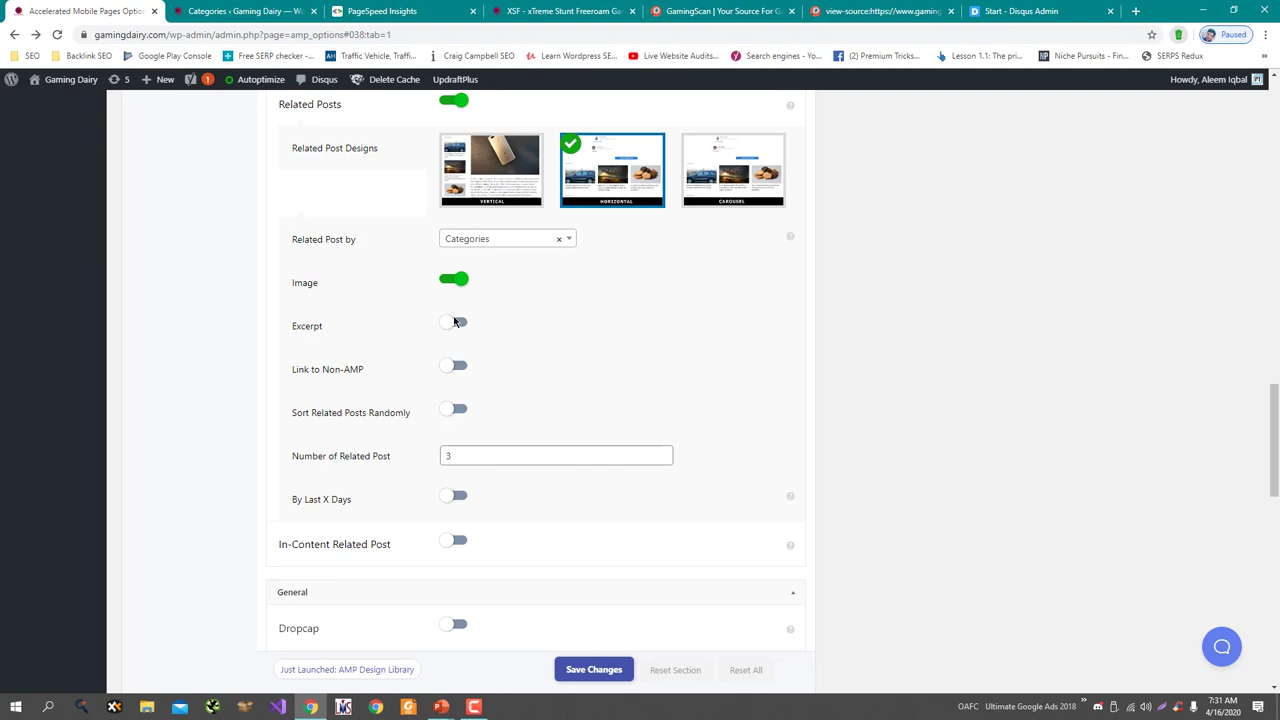 Accelerated Mobile Pages Option
Categories ‹ Gaming Dairy — Wo
PageSpeed Insights
XSF - xTreme Stunt Freeroam Ga
GamingScan | Your Source For G
view-source:https://www.gaming
Start - Disqus Admin
gamingdairy.com/wp-admin/admin.php?page=amp_options#038;tab=1
Paused
SEO
Backlink SEO
Google Play Console
Free SERP checker -...
Traffic Vehicle, Traffi...
Craig Campbell SEO
Learn Wordpress SE...
Live Website Audits...
Search engines - Yo...
(2) Premium Tricks...
Lesson 1.1: The pri...
Niche Pursuits - Fin...
SERPS Redux
Gaming Dairy
5
New
1
Autoptimize
Disqus
Delete Cache
UpdraftPlus
Howdy, Aleem Iqbal
Related Posts
Related Post Designs
VERTICAL
HORIZONTAL
CAROUSEL
Related Post by
Categories
Image
Excerpt
Link to Non-AMP
Sort Related Posts Randomly
Number of Related Post
3
By Last X Days
In-Content Related Post
General
Dropcap
Just Launched: AMP Design Library
Save Changes
Reset Section
Reset All
OAFC
Ultimate Google Ads 2018
7:31 AM
4/16/2020